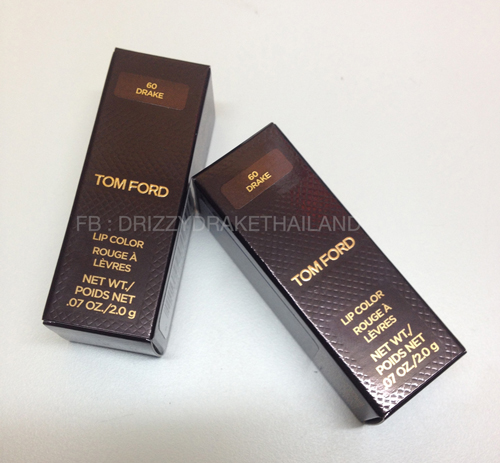 60
DRAKE
TOM FORD
LIP COLOR
ROUGE À
LÈVRES
NET WT./
POIDS NET
.07 OZ./2.0 g
60
DRAKE
TOM FORD
LIP COLOR
ROUGE À
LÈVRES
NET WT./
POIDS NET
.07 OZ./2.0 g
FB : DRIZZYDRAKETHAILAND